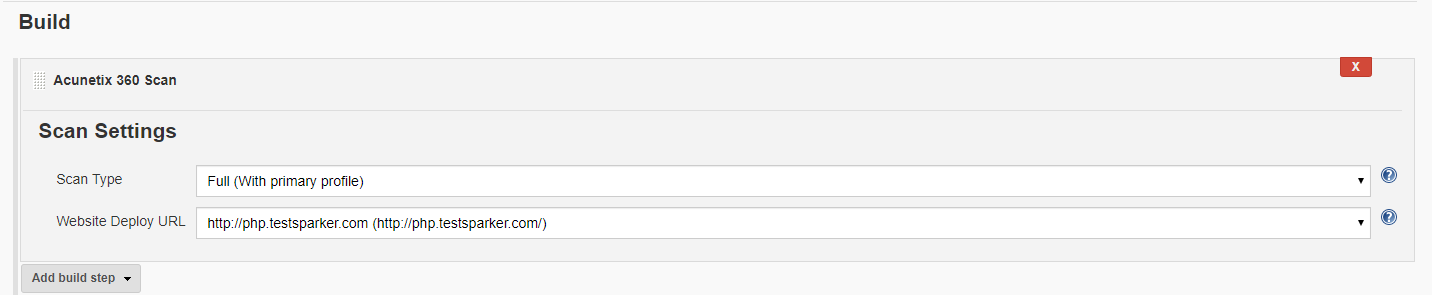 Build
X
Acunetix 360 Scan
Scan Settings
Scan Type
Full (With primary profile)
?
Website Deploy URL
http://php.testsparker.com (http://php.testsparker.com/)
?
Add build step